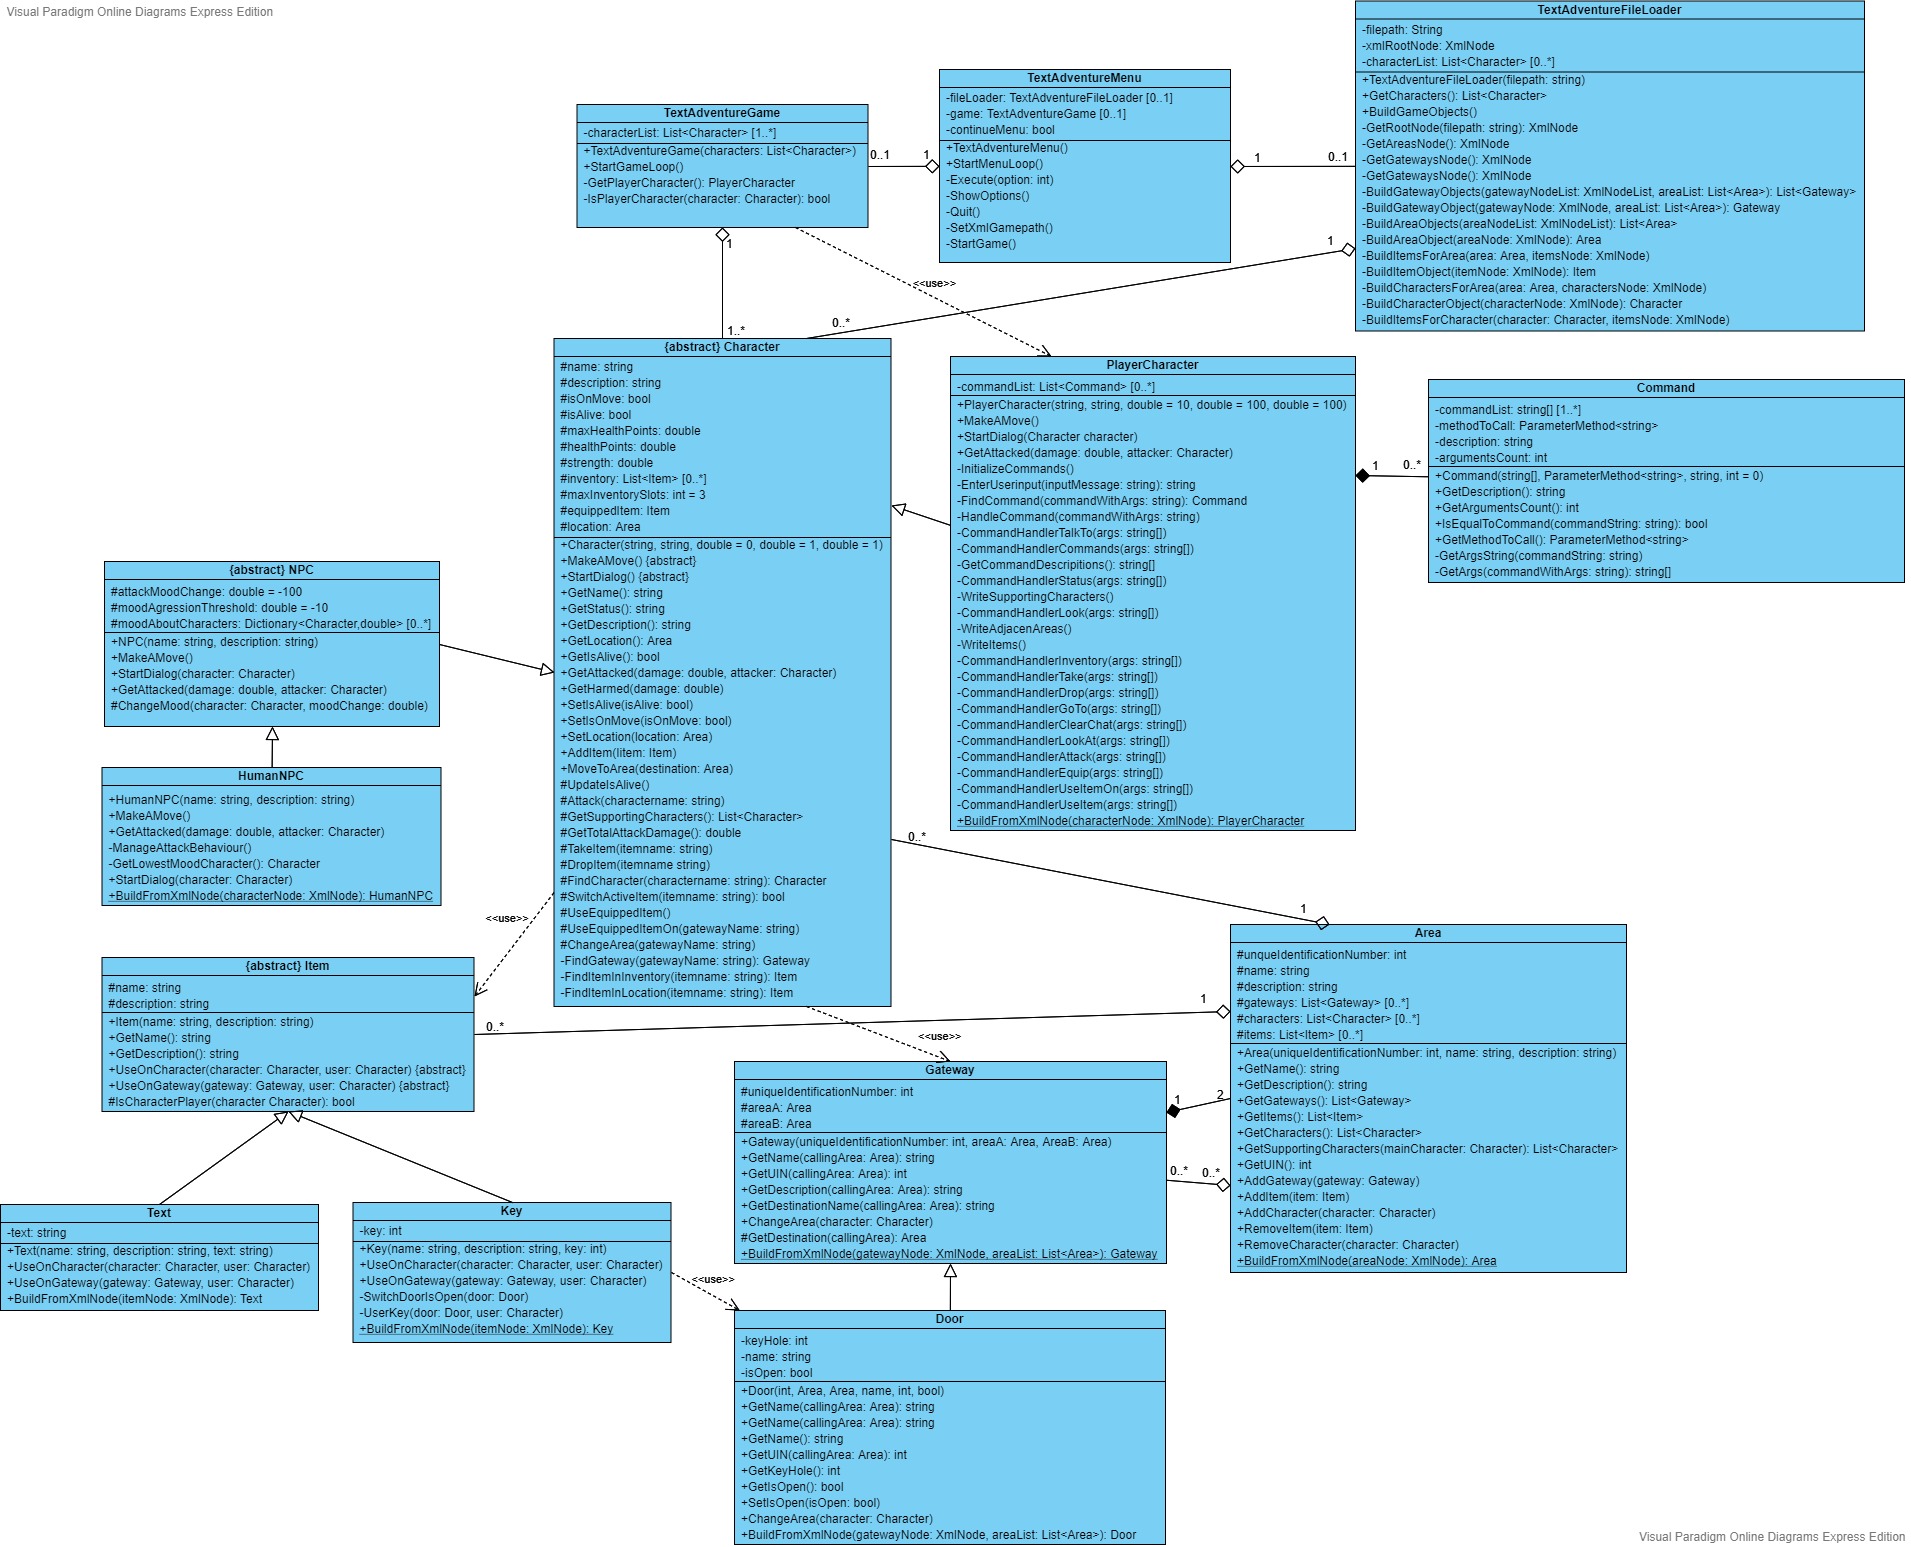 Visual Paradigm Online Diagrams Express Edition
TextAdventureFileLoader
-filepath: String
-xmlRootNode: XmlNode
-characterList: List<Character> [0..*]
+TextAdventureFileLoader(filepath: string)
+GetCharacters(): List<Character>
+BuildGameObjects()
-GetRootNode(filepath: string): XmlNode
-GetAreasNode(): XmlNode
-GetGatewaysNode(): XmlNode
-GetGatewaysNode(): XmlNode
-BuildGatewayObjects(gatewayNodeList: XmlNodeList, areaList: List<Area>): List<Gateway>
-BuildGatewayObject(gatewayNode: XmlNode, areaList: List<Area>): Gateway
-BuildAreaObjects(areaNodeList: XmlNodeList): List<Area>
-BuildAreaObject(areaNode: XmlNode): Area
-BuildItemsForArea(area: Area, itemsNode: XmlNode)
-BuildItemObject(itemNode: XmlNode): Item
-BuildCharactersForArea(area: Area, charactersNode: XmlNode)
-BuildCharacterObject(characterNode: XmlNode): Character
-BuildItemsForCharacter(character: Character, itemsNode: XmlNode)
TextAdventureMenu
-fileLoader: TextAdventureFileLoader [0..1]
-game: TextAdventureGame [0..1]
-continueMenu: bool
+TextAdventureMenu()
+StartMenuLoop()
-Execute(option: int)
-ShowOptions()
-Quit()
-SetXmlGamepath()
-StartGame()
TextAdventureGame
-characterList: List<Character> [1..*]
+TextAdventureGame(characters: List<Character>)
+StartGameLoop()
-GetPlayerCharacter(): PlayerCharacter
-IsPlayerCharacter(character: Character): bool
0..1
1
1
0..1
1
1..*
<<use>>
1
0..*
{abstract} Character
#name: string
#description: string
#isOnMove: bool
#isAlive: bool
#maxHealthPoints: double
#healthPoints: double
#strength: double
#inventory: List<Item> [0..*]
#maxInventorySlots: int = 3
#equippedItem: Item
#location: Area
+Character(string, string, double = 0, double = 1, double = 1)
+MakeAMove() {abstract}
+StartDialog() {abstract}
+GetName(): string
+GetStatus(): string
+GetDescription(): string
+GetLocation(): Area
+GetIsAlive(): bool
+GetAttacked(damage: double, attacker: Character)
+GetHarmed(damage: double)
+SetIsAlive(isAlive: bool)
+SetIsOnMove(isOnMove: bool)
+SetLocation(location: Area)
+AddItem(Iitem: Item)
+MoveToArea(destination: Area)
#UpdateIsAlive()
#Attack(charactername: string)
#GetSupportingCharacters(): List<Character>
#GetTotalAttackDamage(): double
#TakeItem(itemname: string)
#DropItem(itemname string)
#FindCharacter(charactername: string): Character
#SwitchActiveItem(itemname: string): bool
#UseEquippedItem()
#UseEquippedItemOn(gatewayName: string)
#ChangeArea(gatewayName: string)
-FindGateway(gatewayName: string): Gateway
-FindItemInInventory(itemname: string): Item
-FindItemInLocation(itemname: string): Item
PlayerCharacter
-commandList: List<Command> [0..*]
+PlayerCharacter(string, string, double = 10, double = 100, double = 100)
+MakeAMove()
+StartDialog(Character character)
+GetAttacked(damage: double, attacker: Character)
-InitializeCommands()
-EnterUserinput(inputMessage: string): string
-FindCommand(commandWithArgs: string): Command
-HandleCommand(commandWithArgs: string)
-CommandHandlerTalkTo(args: string[])
-CommandHandlerCommands(args: string[])
-GetCommandDescripitions(): string[]
-CommandHandlerStatus(args: string[])
-WriteSupportingCharacters()
-CommandHandlerLook(args: string[])
-WriteAdjacenAreas()
-WriteItems()
-CommandHandlerInventory(args: string[])
-CommandHandlerTake(args: string[])
-CommandHandlerDrop(args: string[])
-CommandHandlerGoTo(args: string[])
-CommandHandlerClearChat(args: string[])
-CommandHandlerLookAt(args: string[])
-CommandHandlerAttack(args: string[])
-CommandHandlerEquip(args: string[])
-CommandHandlerUseItemOn(args: string[])
-CommandHandlerUseItem(args: string[])
+BuildFromXmlNode(characterNode: XmlNode): PlayerCharacter
1
0..*
Command
-commandList: string[] [1..*]
-methodToCall: ParameterMethod<string>
-description: string
-argumentsCount: int
+Command(string[], ParameterMethod<string>, string, int = 0)
+GetDescription(): string
+GetArgumentsCount(): int
+IsEqualToCommand(commandString: string): bool
+GetMethodToCall(): ParameterMethod<string>
-GetArgsString(commandString: string)
-GetArgs(commandWithArgs: string): string[]
{abstract} NPC
#attackMoodChange: double = -100
#moodAgressionThreshold: double = -10
#moodAboutCharacters: Dictionary<Character,double> [0..*]
+NPC(name: string, description: string)
+MakeAMove()
+StartDialog(character: Character)
+GetAttacked(damage: double, attacker: Character)
#ChangeMood(character: Character, moodChange: double)
HumanNPC
+HumanNPC(name: string, description: string)
+MakeAMove()
+GetAttacked(damage: double, attacker: Character)
-ManageAttackBehaviour()
-GetLowestMoodCharacter(): Character
+StartDialog(character: Character)
+BuildFromXmlNode(characterNode: XmlNode): HumanNPC
<<use>>
0..*
1
{abstract} Item
#name: string
#description: string
+Item(name: string, description: string)
+GetName(): string
+GetDescription(): string
+UseOnCharacter(character: Character, user: Character) {abstract}
+UseOnGateway(gateway: Gateway, user: Character) {abstract}
#IsCharacterPlayer(character Character): bool
0..*
1
<<use>>
Area
#unqueIdentificationNumber: int
#name: string
#description: string
#gateways: List<Gateway> [0..*]
#characters: List<Character> [0..*]
#items: List<Item> [0..*]
+Area(uniqueIdentificationNumber: int, name: string, description: string)
+GetName(): string
+GetDescription(): string
+GetGateways(): List<Gateway>
+GetItems(): List<Item>
+GetCharacters(): List<Character>
+GetSupportingCharacters(mainCharacter: Character): List<Character>
+GetUIN(): int
+AddGateway(gateway: Gateway)
+AddItem(item: Item)
+AddCharacter(character: Character)
+RemoveItem(item: Item)
+RemoveCharacter(character: Character)
+BuildFromXmlNode(areaNode: XmlNode): Area
Gateway
#uniqueIdentificationNumber: int
#areaA: Area
#areaB: Area
+Gateway(uniqueIdentificationNumber: int, areaA: Area, AreaB: Area)
+GetName(callingArea: Area): string
+GetUIN(callingArea: Area): int
+GetDescription(callingArea: Area): string
+GetDestinationName(callingArea: Area): string
+ChangeArea(character: Character)
#GetDestination(callingArea): Area
+BuildFromXmlNode(gatewayNode: XmlNode, areaList: List<Area>): Gateway
1
2
0..*
0..*
Text
-text: string
+Text(name: string, description: string, text: string)
+UseOnCharacter(character: Character, user: Character)
+UseOnGateway(gateway: Gateway, user: Character)
+BuildFromXmlNode(itemNode: XmlNode): Text
Key
-key: int
+Key(name: string, description: string, key: int)
+UseOnCharacter(character: Character, user: Character)
+UseOnGateway(gateway: Gateway, user: Character)
-SwitchDoorIsOpen(door: Door)
-UserKey(door: Door, user: Character)
+BuildFromXmlNode(itemNode: XmlNode): Key
<<use>>
Door
-keyHole: int
-name: string
-isOpen: bool
+Door(int, Area, Area, name, int, bool)
+GetName(callingArea: Area): string
+GetName(callingArea: Area): string
+GetName(): string
+GetUIN(callingArea: Area): int
+GetKeyHole(): int
+GetIsOpen(): bool
+SetIsOpen(isOpen: bool)
+ChangeArea(character: Character)
+BuildFromXmlNode(gatewayNode: XmlNode, areaList: List<Area>): Door
Visual Paradigm Online Diagrams Express Edition